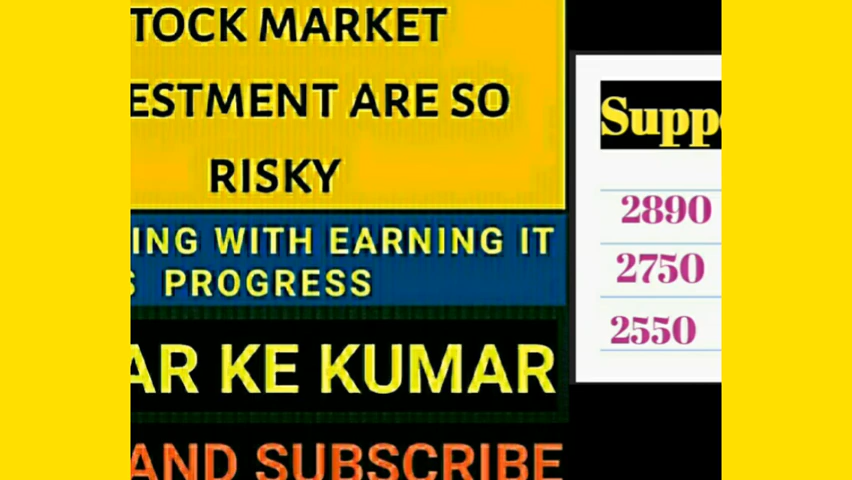 TOCK MARKET
ESTMENT ARE SO
RISKY
ING WITH EARNING IT
S PROGRESS
AR KE KUMAR
AND SUBSCRIBE
Supp
2890
2750
2550